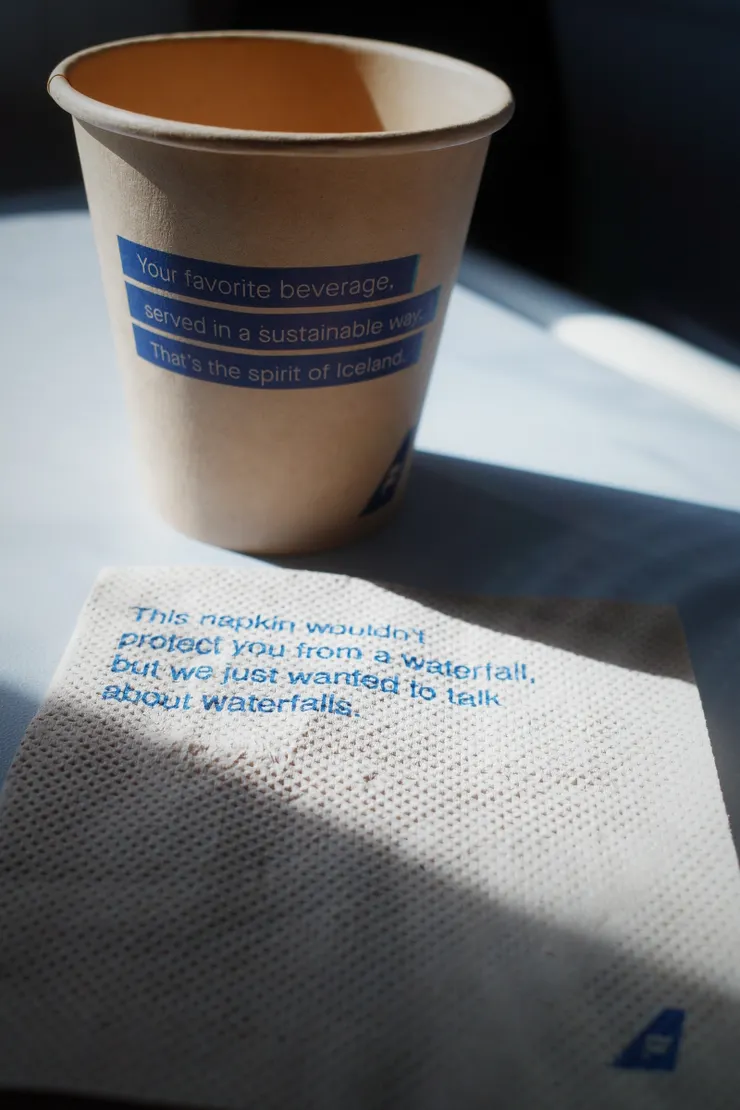 Your favorite beverage,
served in a sustainable way.
That's the spirit of Iceland.
This napkin wouldn't
protect you from a waterfall,
but we just wanted to talk
about waterfalls.